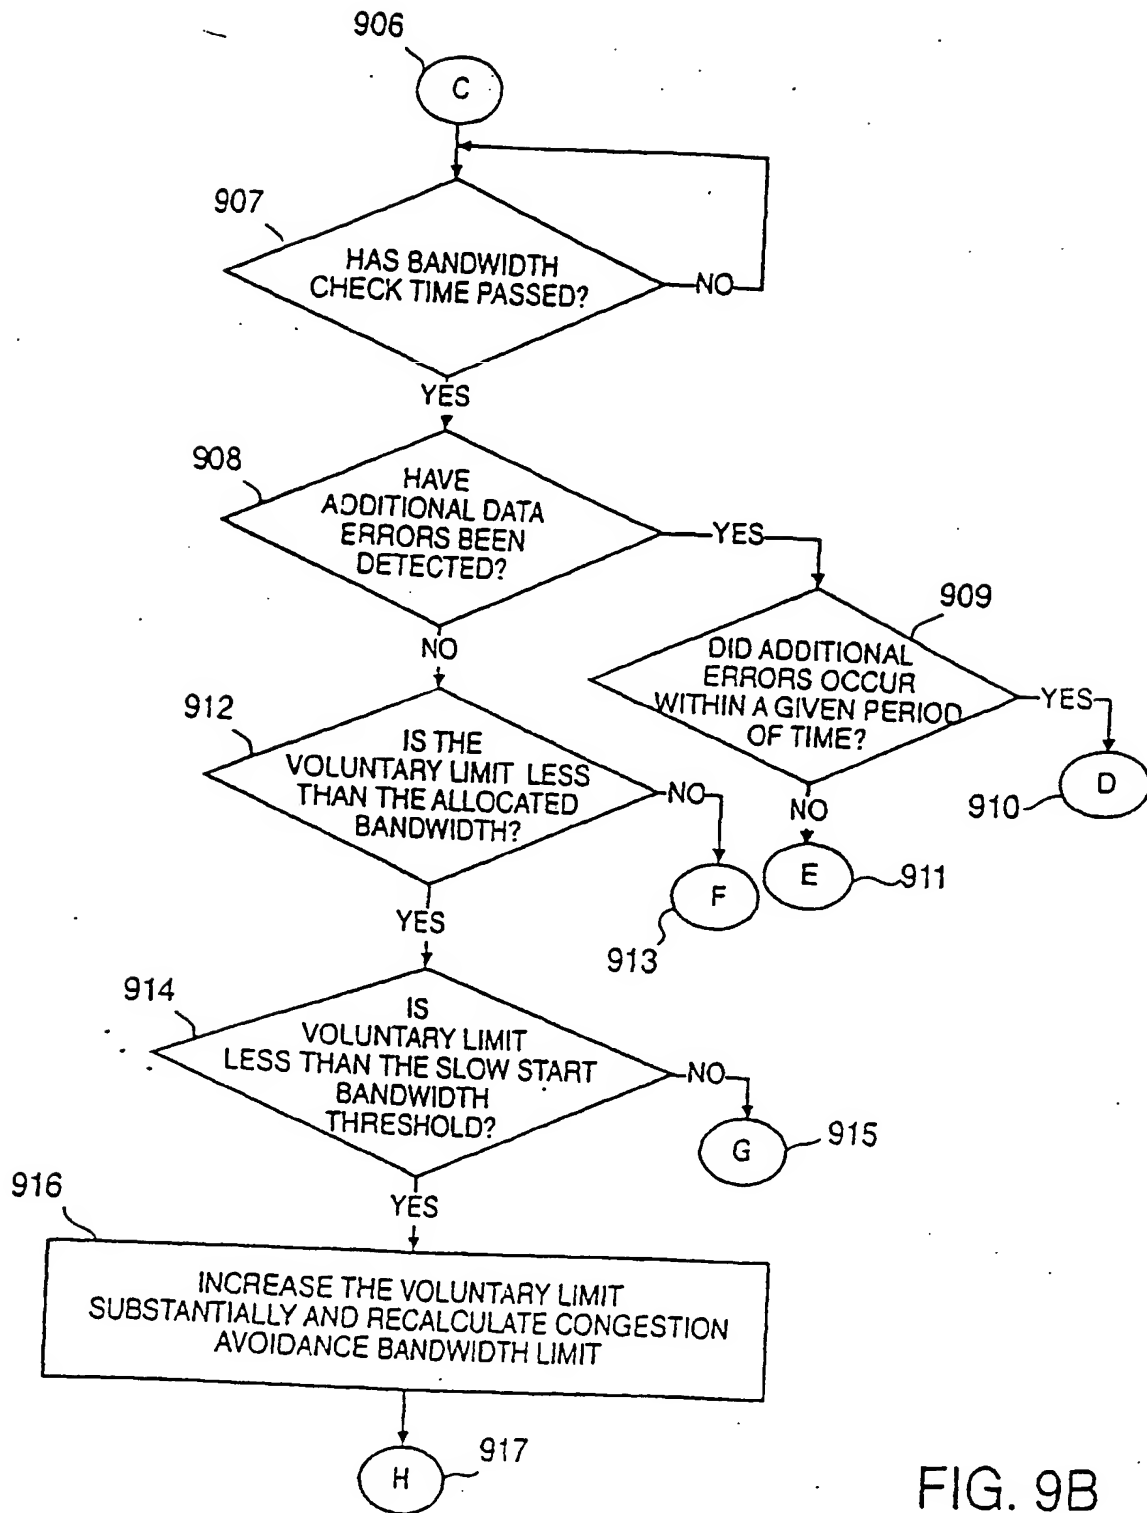 906
C
907
HAS BANDWIDTH
CHECK TIME PASSED?
NO
YES
908
HAVE
ADDITIONAL DATA
ERRORS BEEN
DETECTED?
YES
NO
909
DID ADDITIONAL
ERRORS OCCUR
WITHIN A GIVEN PERIOD
OF TIME?
YES
D
910
NO
E
911
912
IS THE
VOLUNTARY LIMIT LESS
THAN THE ALLOCATED
BANDWIDTH?
NO
F
913
YES
914
IS
VOLUNTARY LIMIT
LESS THAN THE SLOW START
BANDWIDTH
THRESHOLD?
NO
G
915
YES
916
INCREASE THE VOLUNTARY LIMIT
SUBSTANTIALLY AND RECALCULATE CONGESTION
AVOIDANCE BANDWIDTH LIMIT
H
917
FIG. 9B